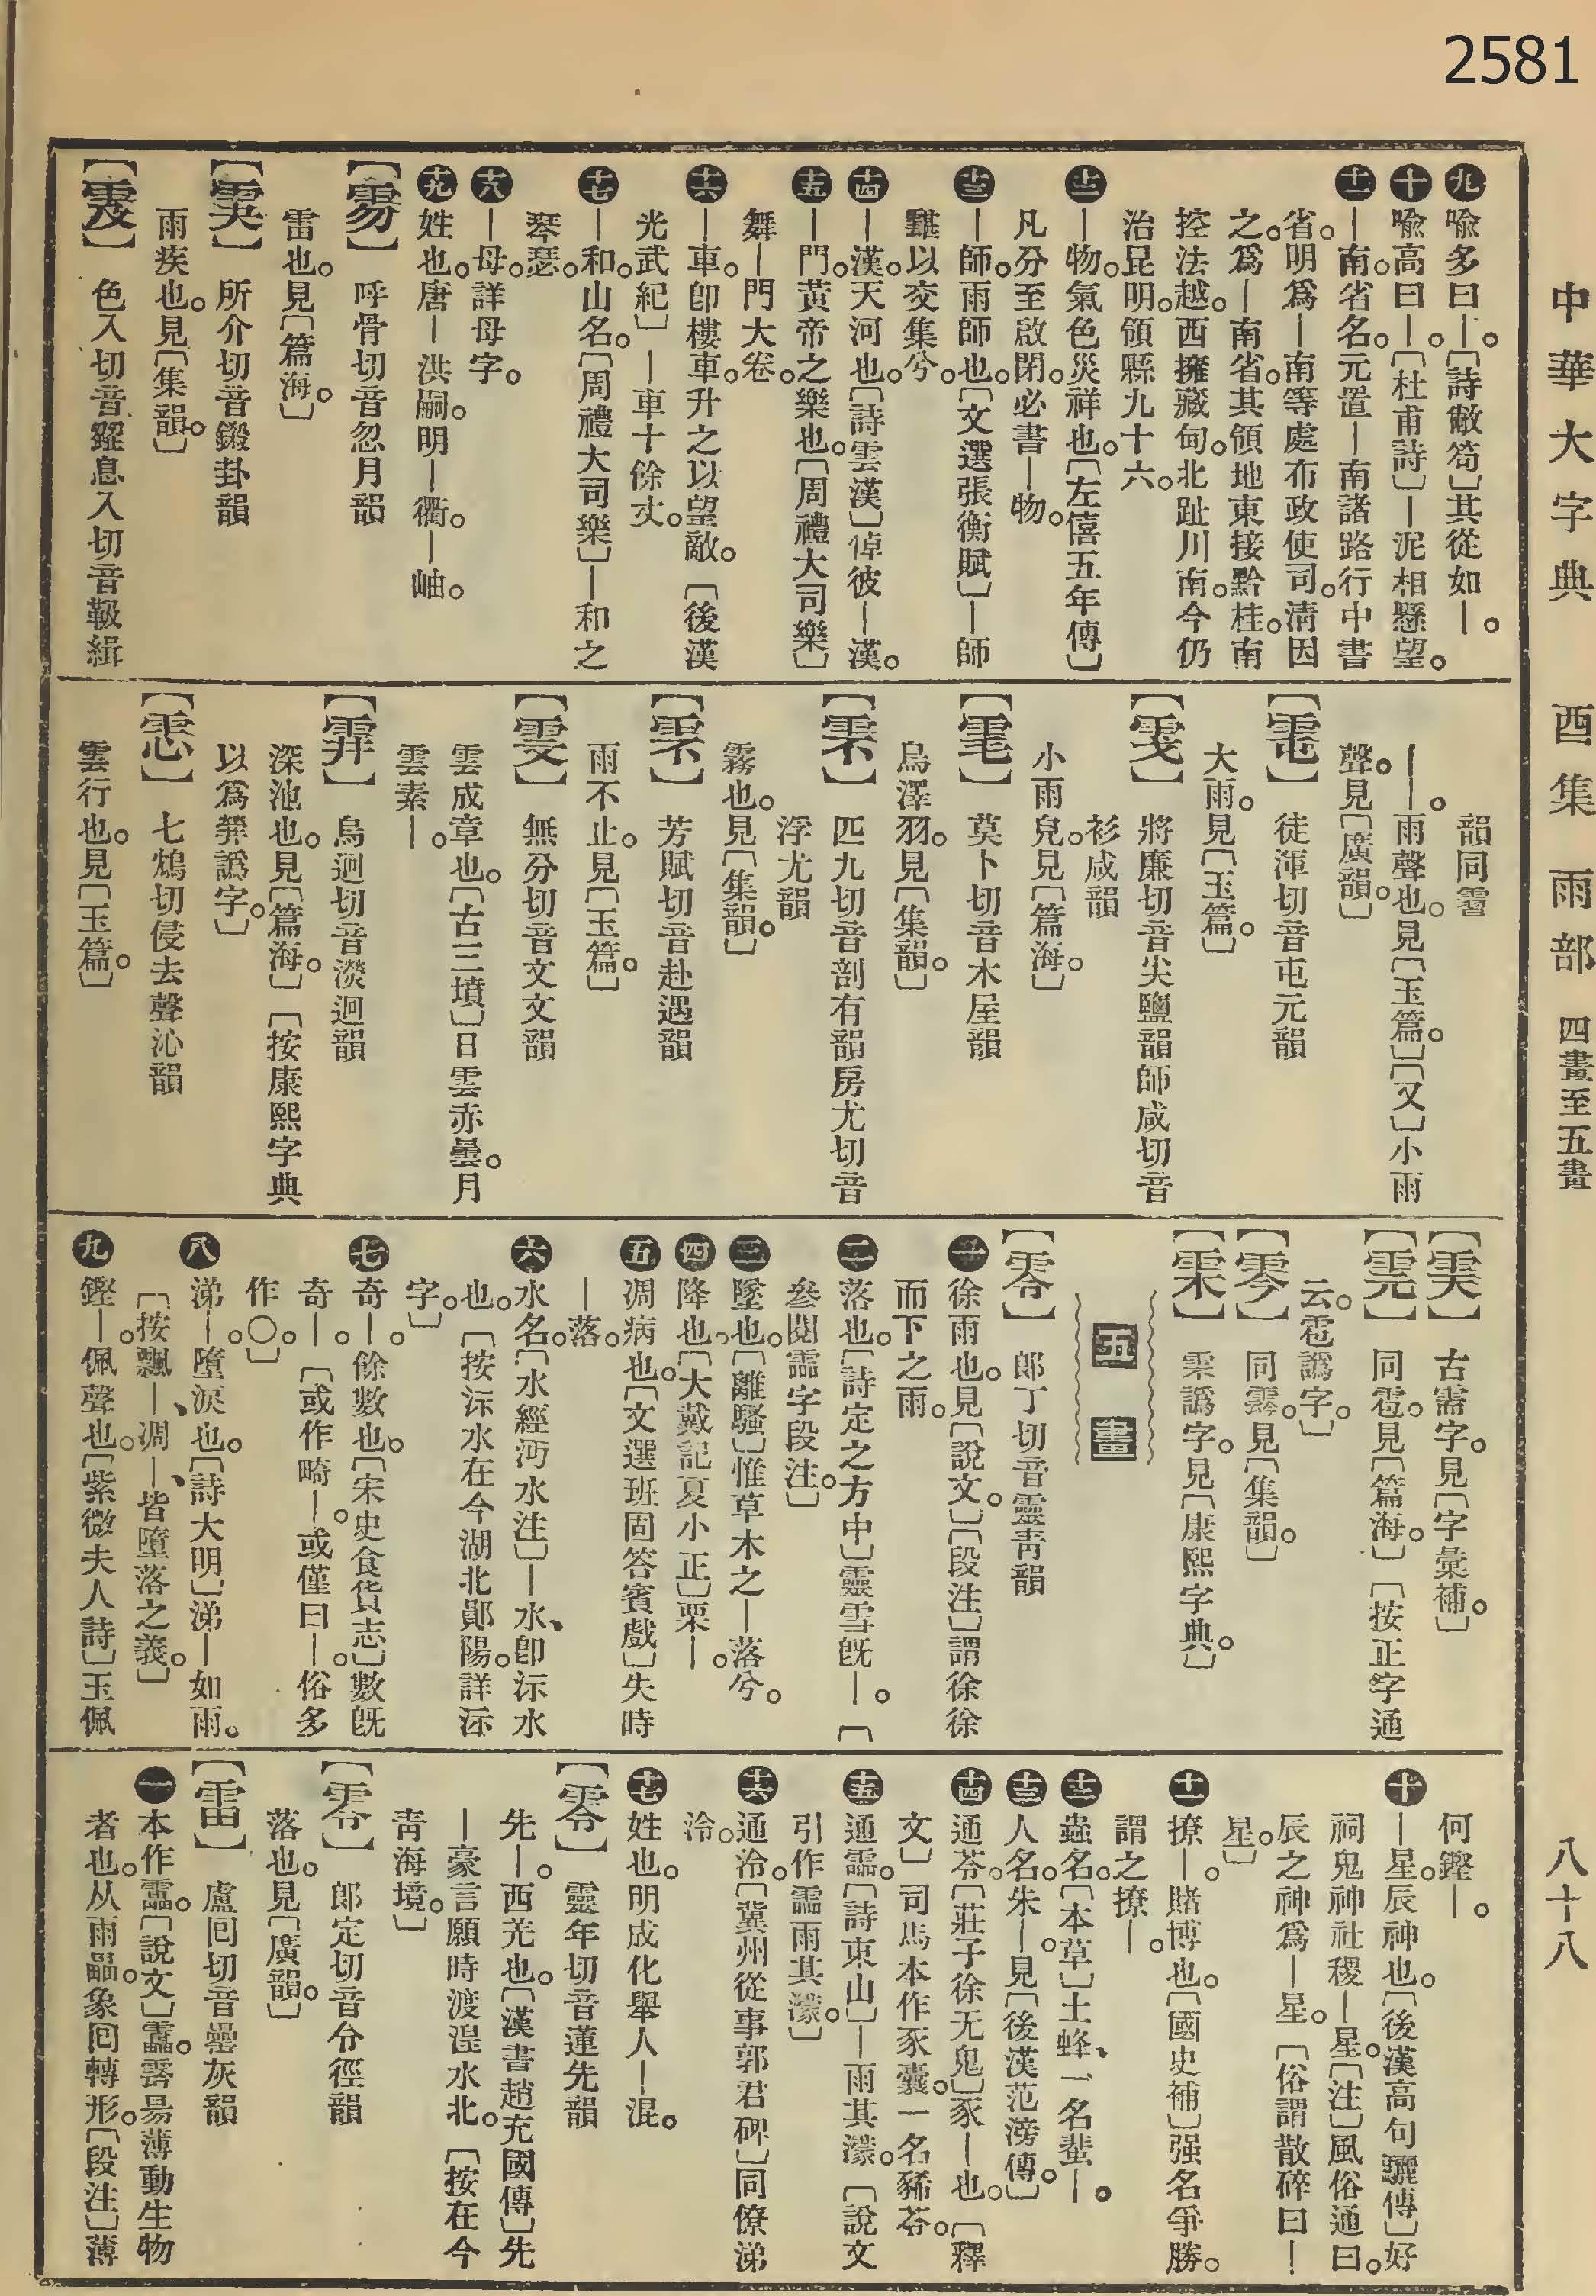 2581
中華大字典 酉集 雨部 四畫至五畫 八十八
九 喩多曰—。〔詩敝笱〕其從如—。
十 喩高曰—。〔杜甫詩〕—泥相懸望。
十一 —南。省名。元置—南諸路行中書
省。明爲—南等處布政使司。淸因
之。爲—南省。其領地東接黔桂。南
控法越。西擁藏甸。北趾川南。今仍
治昆明。領縣九十六。
十二 —物。氣色災祥也。〔左僖五年傳〕
凡分至啟閉。必書—物。
十三 —師。雨師也。〔文選張衡賦〕—師
䨴以交集兮。
十四 —漢。天河也。〔詩雲漢〕倬彼—漢。
十五 —門。黃帝之樂也。〔周禮大司樂〕
舞—門大卷。
十六 —車。卽樓車。升之以望敵。〔後漢
光武紀〕—車十餘丈。
十七 —和。山名。〔周禮大司樂〕—和之
琴瑟。
十八 —母。詳母字。
十九 姓也。唐—洪嗣。明—衢。—岫。
呼骨切音忽月韻
雷也。見〔篇海。〕
所介切音鎩卦韻
雨疾也。見〔集韻。〕
色入切音澀息入切音靸緝
韻同霫
——。雨聲也。見〔玉篇。〕〔又〕小雨
聲。見〔廣韻。〕
徒渾切音屯元韻
大雨。見〔玉篇。〕
將廉切音尖鹽韻師咸切音
衫咸韻
小雨皃。見〔篇海。〕
莫卜切音木屋韻
鳥澤羽。見〔集韻。〕
匹九切音剖有韻房尤切音
浮尤韻
霧也。見〔集韻。〕
芳賦切音赴遇韻
雨不止。見〔玉篇。〕
【雯】 無分切音文文韻
雲成章也。〔古三墳〕日雲赤曇。月
雲素—。
烏迥切音濙迥韻
深池也。見〔篇海。〕〔按康熙字典
以爲穽譌字。〕
七鴆切侵去聲沁韻
雲行也。見〔玉篇。〕
古需字。見〔字彙補。〕
同雹。見〔篇海。〕〔按正字通
云。雹譌字。〕
同霠。見〔集韻。〕
䨏譌字。見〔康熙字典。〕
五畫
【零】 郎丁切音靈靑韻
一 徐雨也。見〔說文。〕〔段注〕謂徐徐
而下之雨。
二 落也。〔詩定之方中〕靈雪旣—。〔
參閱霝字段注。〕
三 墜也。〔離騷〕惟草木之—落兮。
四 降也。〔大戴記夏小正〕栗—。
五 凋病也。〔文選班固答賓戲〕失時
—落。
六 水名。〔水經沔水注〕—水、卽沶水
也。〔按沶水在今湖北鄖陽。詳沶
字。〕
七 奇—。餘數也。〔宋史食貨志〕數旣
奇—。〔或作畸—。或僅曰—。俗多
作〇。〕
八 涕—。墮淚也。〔詩大明〕涕—如雨。
〔按飄—、凋—、皆墮落之義。〕
九 鏗—。佩聲也。〔紫微夫人詩〕玉佩
何鏗—。
十 —星。辰神也。〔後漢高句驪傳〕好
祠鬼神社稷—星。〔注〕風俗通曰。
辰之神爲—星。〔俗謂散碎曰—
星。〕
十一 撩—。賭博也。〔國史補〕强名爭勝。
謂之撩—。
十二 蟲名。〔本草〕土蜂、一名蜚—。
十三 人名。朱—。見〔後漢范滂傳。〕
十四 通苓。〔莊子徐无鬼〕豕—也。〔釋
文〕司馬本作豕囊。一名豨苓。
十五 通霝。〔詩東山〕—雨其濛。〔說文
引作霝雨其濛。〕
十六 通泠。〔冀州從事郭君碑〕同僚涕
泠。
十七 姓也。明成化舉人—混。
【零】 靈年切音蓮先韻
先—。西羌也。〔漢書趙充國傳〕先
—豪言願時渡湟水北。〔按在今
靑海境。〕
【零】 郎定切音令徑韻
落也。見〔廣韻。〕
【雷】 盧囘切音罍灰韻
一 本作靁。〔說文〕靁。霒昜薄動生物
者也。从雨畾。象回轉形。〔段注〕薄